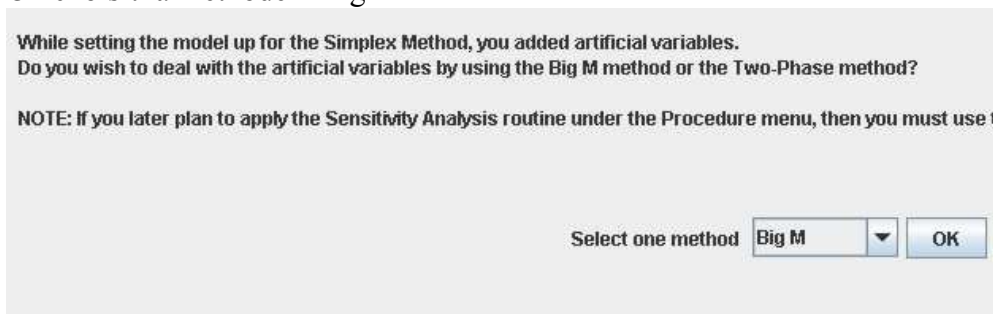 While setting the model up for the Simplex Method, you added artificial variables.
Do you wish to deal with the artificial variables by using the Big M method or the Two-Phase method?
NOTE: If you later plan to apply the Sensitivity Analysis routine under the Procedure menu, then you must use
Select one method Big M OK